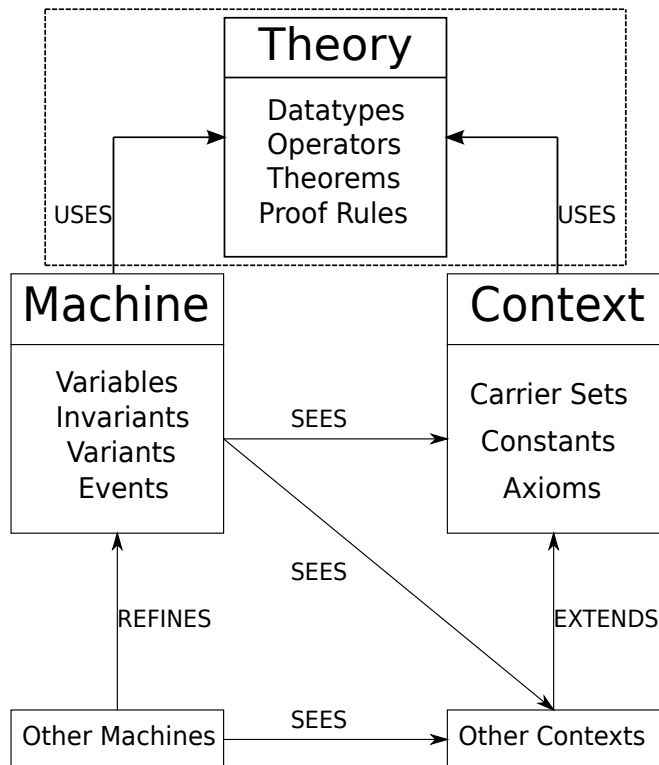 Theory
Datatypes
Operators
Theorems
Proof Rules
USES
USES
Machine
Variables
Invariants
Variants
Events
SEES
Context
Carrier Sets
Constants
Axioms
SEES
REFINES
EXTENDS
Other Machines
SEES
Other Contexts